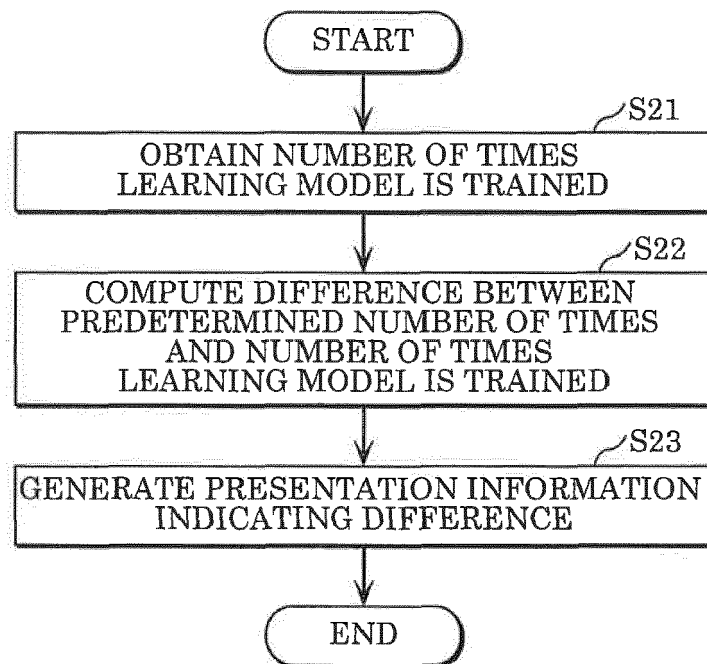 START
S21
OBTAIN NUMBER OF TIMES
LEARNING MODEL IS TRAINED
S22
COMPUTE DIFFERENCE BETWEEN
PREDETERMINED NUMBER OF TIMES
AND NUMBER OF TIMES
LEARNING MODEL IS TRAINED
S23
GENERATE PRESENTATION INFORMATION
INDICATING DIFFERENCE
END